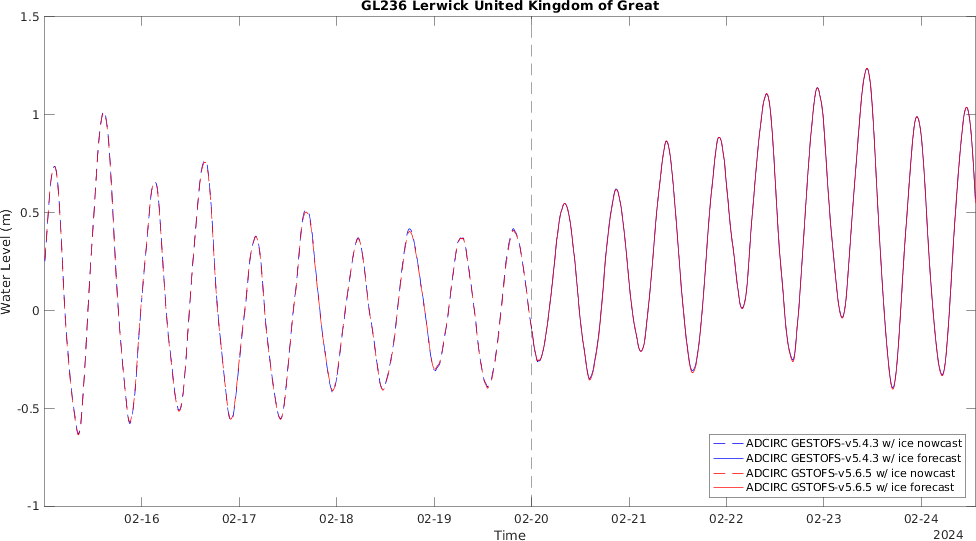 GL236 Lerwick United Kingdom of Great
1.5
1
0.5
0
-0.5
-1
Water Level (m)
02-16 02-17 02-18 02-19 02-20 02-21 02-22 02-23 02-24
Time
2024
ADCIRC GESTOFS-v5.4.3 w/ ice nowcast
ADCIRC GESTOFS-v5.4.3 w/ ice forecast
ADCIRC GSTOFS-v5.6.5 w/ ice nowcast
ADCIRC GSTOFS-v5.6.5 w/ ice forecast